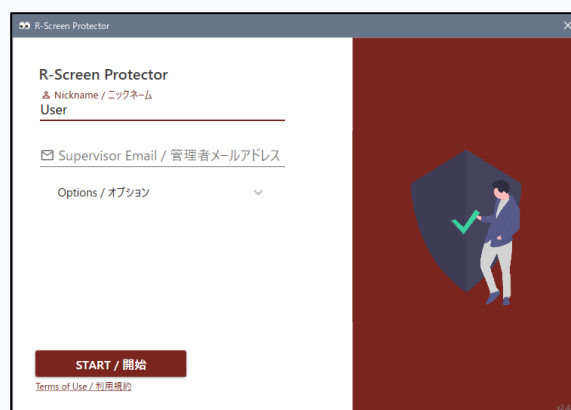 R-Screen Protector
R-Screen Protector
Nickname / ニックネーム
User
Supervisor Email / 管理者メールアドレス
Options / オプション
START / 開始
Terms of Use / 利用規約